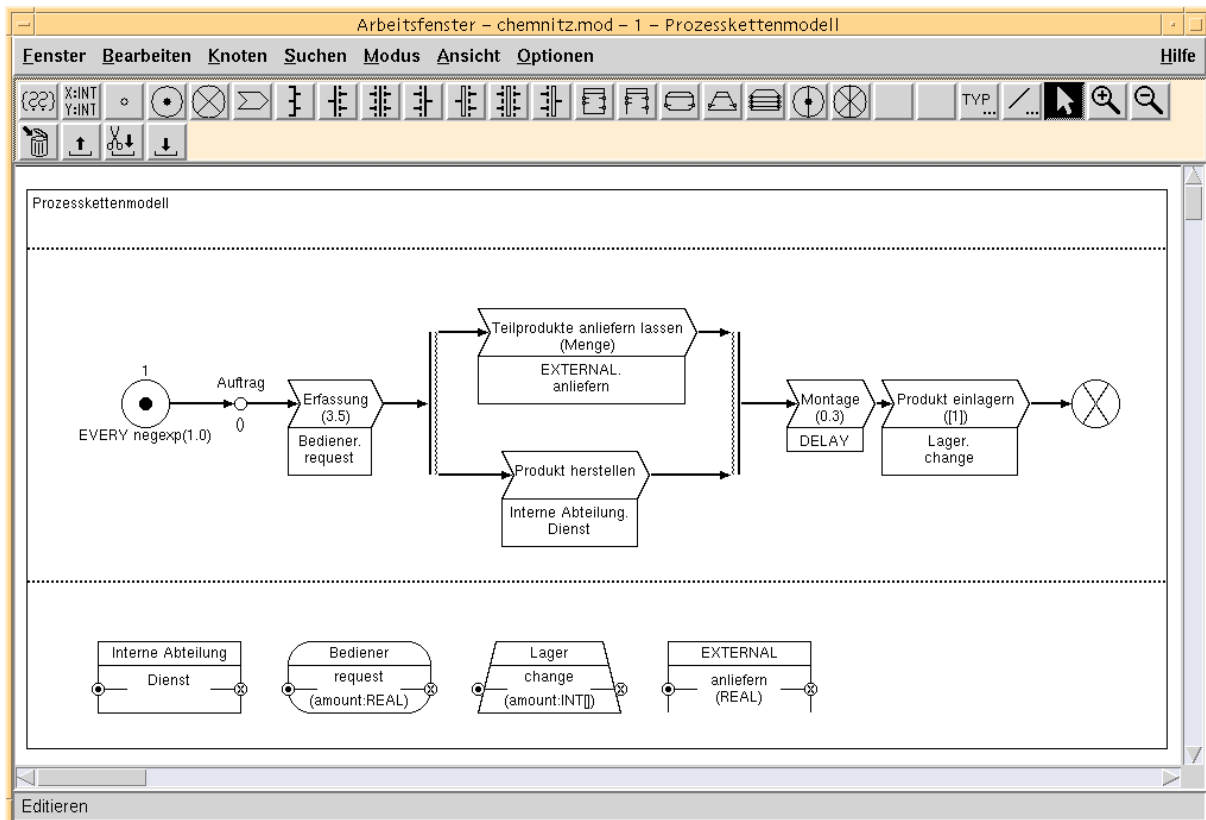 Arbeitsfenster – chemnitz.mod – 1 – Prozesskettenmodell
Fenster Bearbeiten Knoten Suchen Modus Ansicht Optionen Hilfe
(??) X:INT
Y:INT
TYP...
Prozesskettenmodell
1
EVERY negexp(1.0)
Auftrag
()
Erfassung
(3.5)
Bediener.
request
Teilprodukte anliefern lassen
(Menge)
EXTERNAL.
anliefern
Produkt herstellen
Interne Abteilung.
Dienst
Montage
(0.3)
DELAY
Produkt einlagern
([1])
Lager.
change
Interne Abteilung
Dienst
Bediener
request
(amount:REAL)
Lager
change
(amount:INT[])
EXTERNAL
anliefern
(REAL)
Editieren